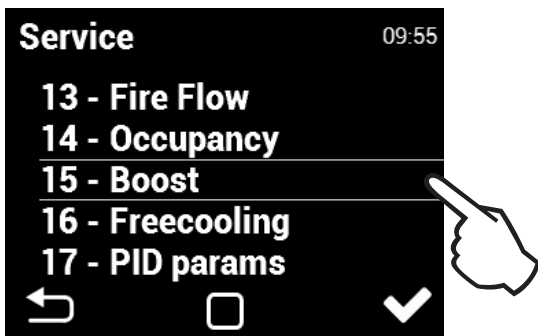 Service
09:55
13 - Fire Flow
14 - Occupancy
15 - Boost
16 - Freecooling
17 - PID params